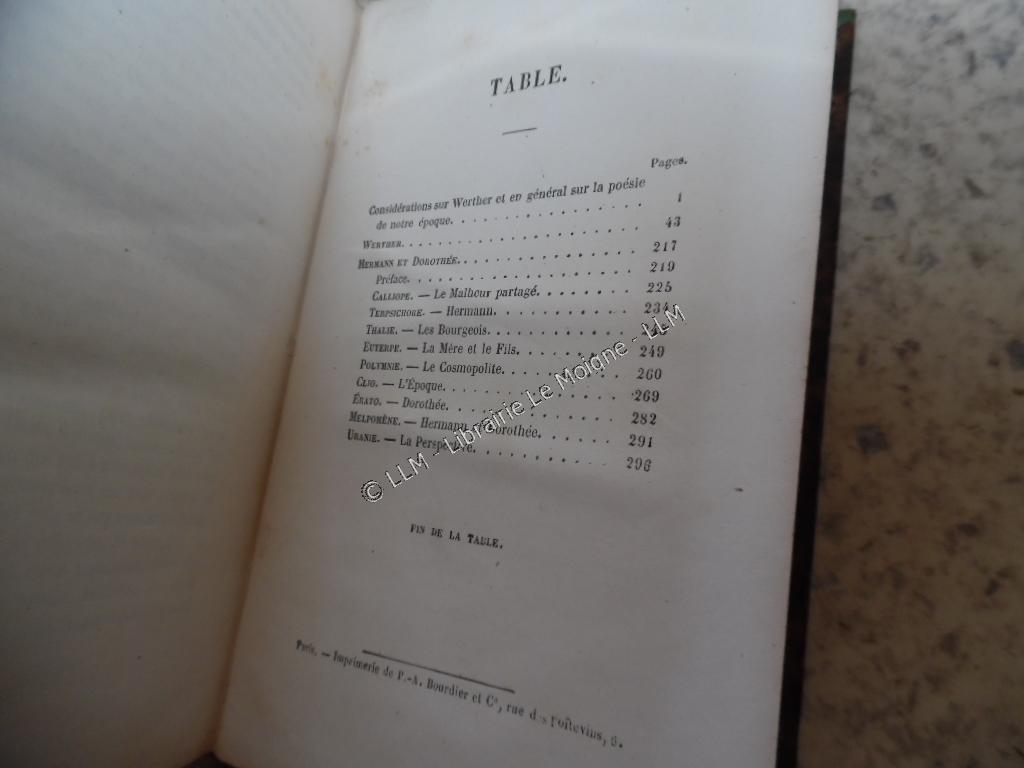 TABLE.
Pages.
Considérations sur Werther et en général sur la poésie
de notre époque. . . . . . . . . . . . . . 1
WERTHER. . . . . . . . . . . . . . . . . 43
HERMANN ET DOROTHÉE. . . . . . . . . . . . . 217
Préface. . . . . . . . . . . . . . . . . 219
CALLIOPE. — Le Malheur partagé. . . . . . . . 225
TERPSICHORE. — Hermann. . . . . . . . . . . 234
THALIE. — Les Bourgeois. . . . . . . . . . .
EUTERPE. — La Mère et le Fils. . . . . . . . . 249
POLYMNIE. — Le Cosmopolite. . . . . . . . . . 260
CLIO. — L'Époque. . . . . . . . . . . . . 269
ÉRATO. — Dorothée. . . . . . . . . . . . . 282
MELPOMÈNE. — Hermann et Dorothée. . . . . . . 291
URANIE. — La Perspective. . . . . . . . . . 296
© LLM - Librairie Le Moigne - LLM
FIN DE LA TABLE.
Paris. — Imprimerie de P.-A. Bourdier et Cᵉ, rue des Poitevins, 6.